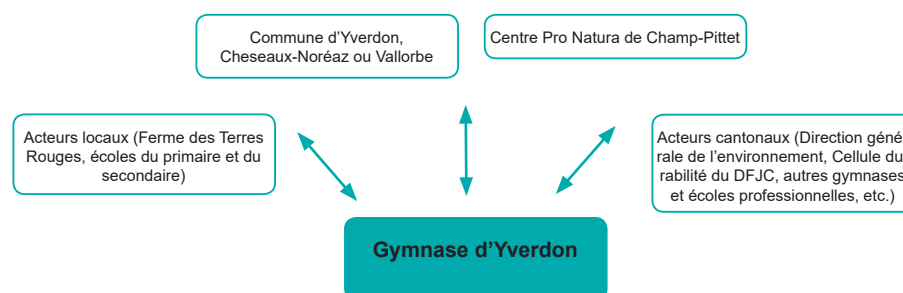 Commune d’Yverdon,
Cheseaux-Noréaz ou Vallorbe
Centre Pro Natura de Champ-Pittet
Acteurs locaux (Ferme des Terres
Rouges, écoles du primaire et du
secondaire)
Acteurs cantonaux (Direction géné-
rale de l’environnement, Cellule du-
rabilité du DFJC, autres gymnases
et écoles professionnelles, etc.)
Gymnase d’Yverdon